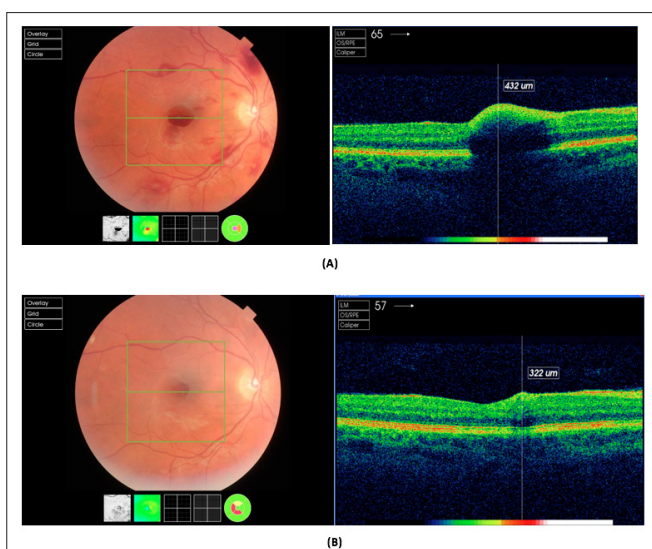 Overlay
Grid
Circle
ILM
OS/RPE
Caliper
65
432 um
(A)
Overlay
Grid
Circle
ILM
OS/RPE
Caliper
57
322 um
(B)